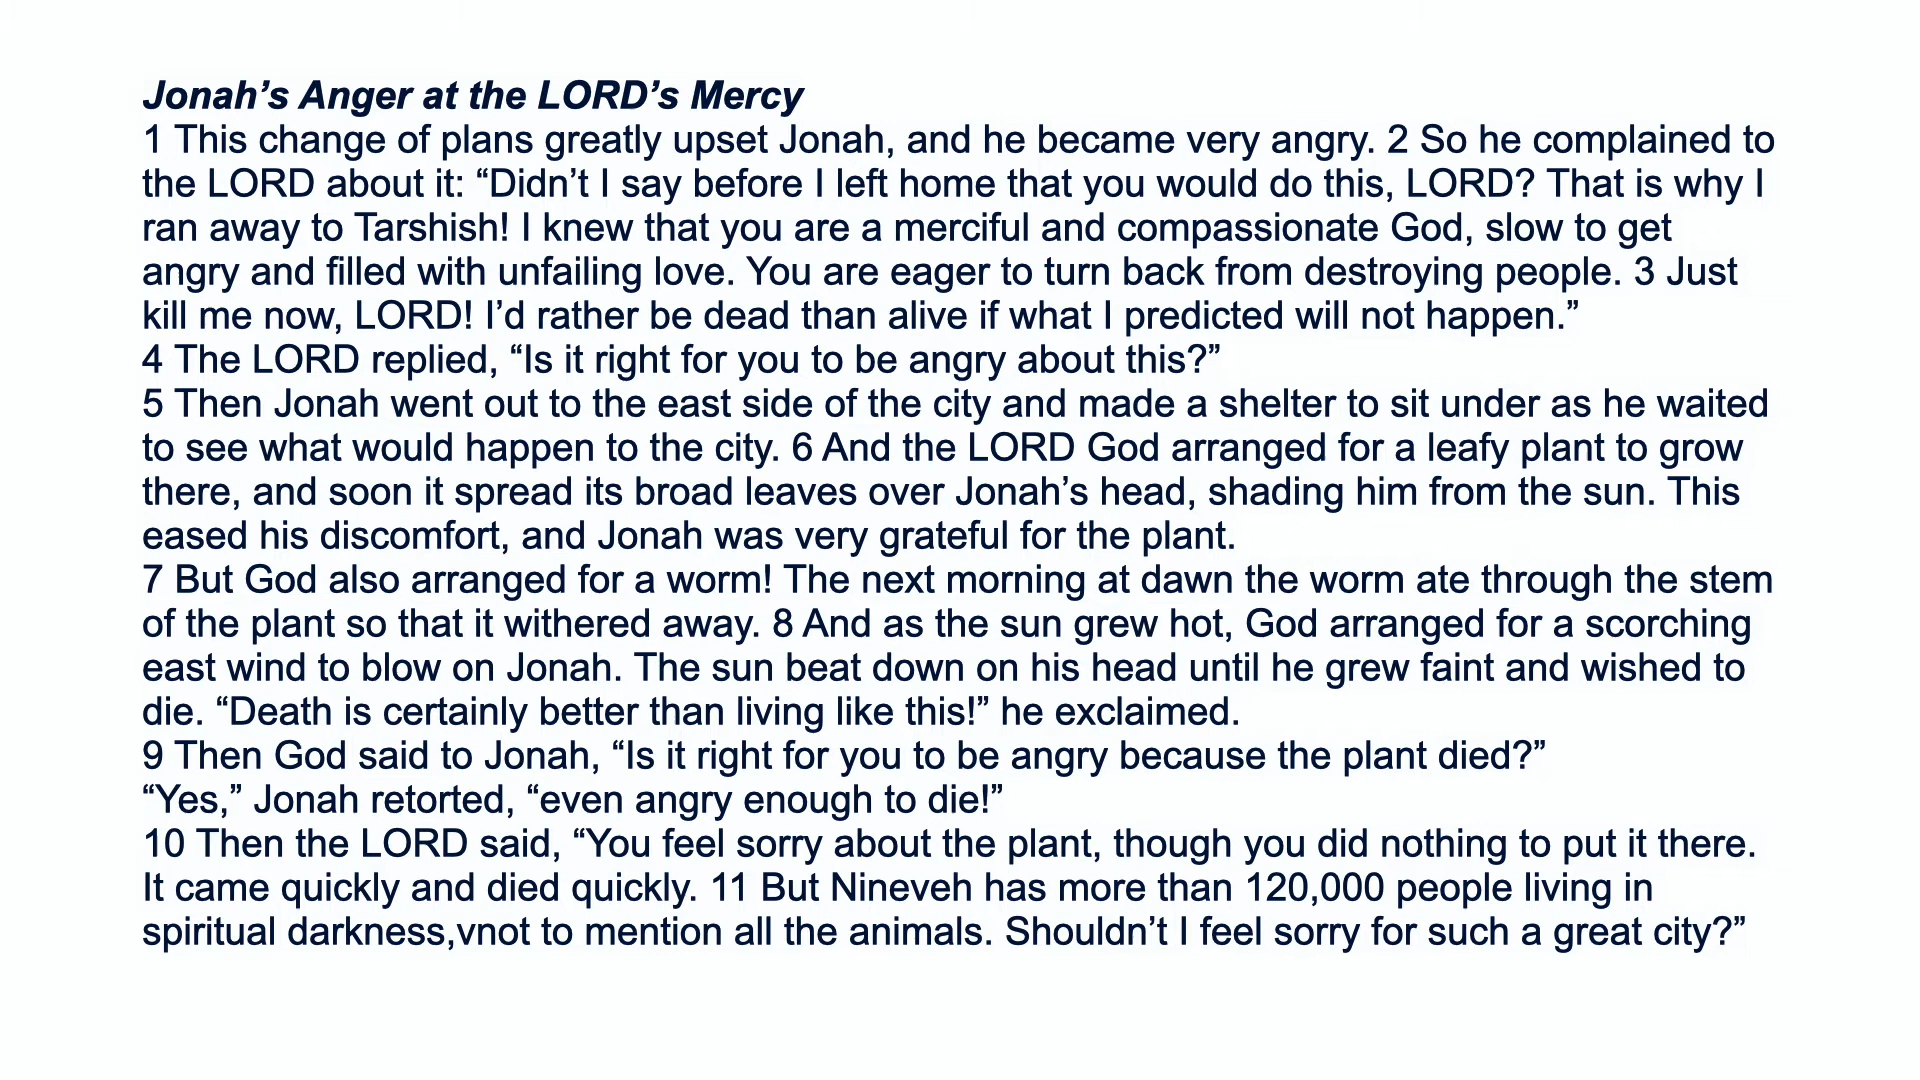 Jonah’s Anger at the LORD’s Mercy
1 This change of plans greatly upset Jonah, and he became very angry. 2 So he complained to
the LORD about it: “Didn’t I say before I left home that you would do this, LORD? That is why I
ran away to Tarshish! I knew that you are a merciful and compassionate God, slow to get
angry and filled with unfailing love. You are eager to turn back from destroying people. 3 Just
kill me now, LORD! I’d rather be dead than alive if what I predicted will not happen.”
4 The LORD replied, “Is it right for you to be angry about this?”
5 Then Jonah went out to the east side of the city and made a shelter to sit under as he waited
to see what would happen to the city. 6 And the LORD God arranged for a leafy plant to grow
there, and soon it spread its broad leaves over Jonah’s head, shading him from the sun. This
eased his discomfort, and Jonah was very grateful for the plant.
7 But God also arranged for a worm! The next morning at dawn the worm ate through the stem
of the plant so that it withered away. 8 And as the sun grew hot, God arranged for a scorching
east wind to blow on Jonah. The sun beat down on his head until he grew faint and wished to
die. “Death is certainly better than living like this!” he exclaimed.
9 Then God said to Jonah, “Is it right for you to be angry because the plant died?”
“Yes,” Jonah retorted, “even angry enough to die!”
10 Then the LORD said, “You feel sorry about the plant, though you did nothing to put it there.
It came quickly and died quickly. 11 But Nineveh has more than 120,000 people living in
spiritual darkness,vnot to mention all the animals. Shouldn’t I feel sorry for such a great city?”